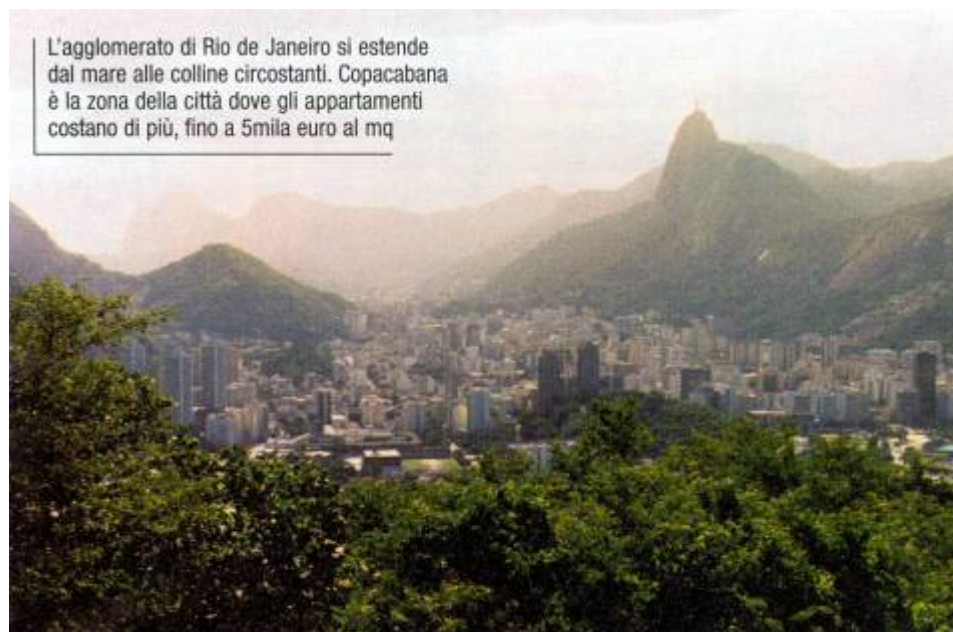 L'agglomerato di Rio de Janeiro si estende
dal mare alle colline circostanti. Copacabana
è la zona della città dove gli appartamenti
costano di più, fino a 5mila euro al mq